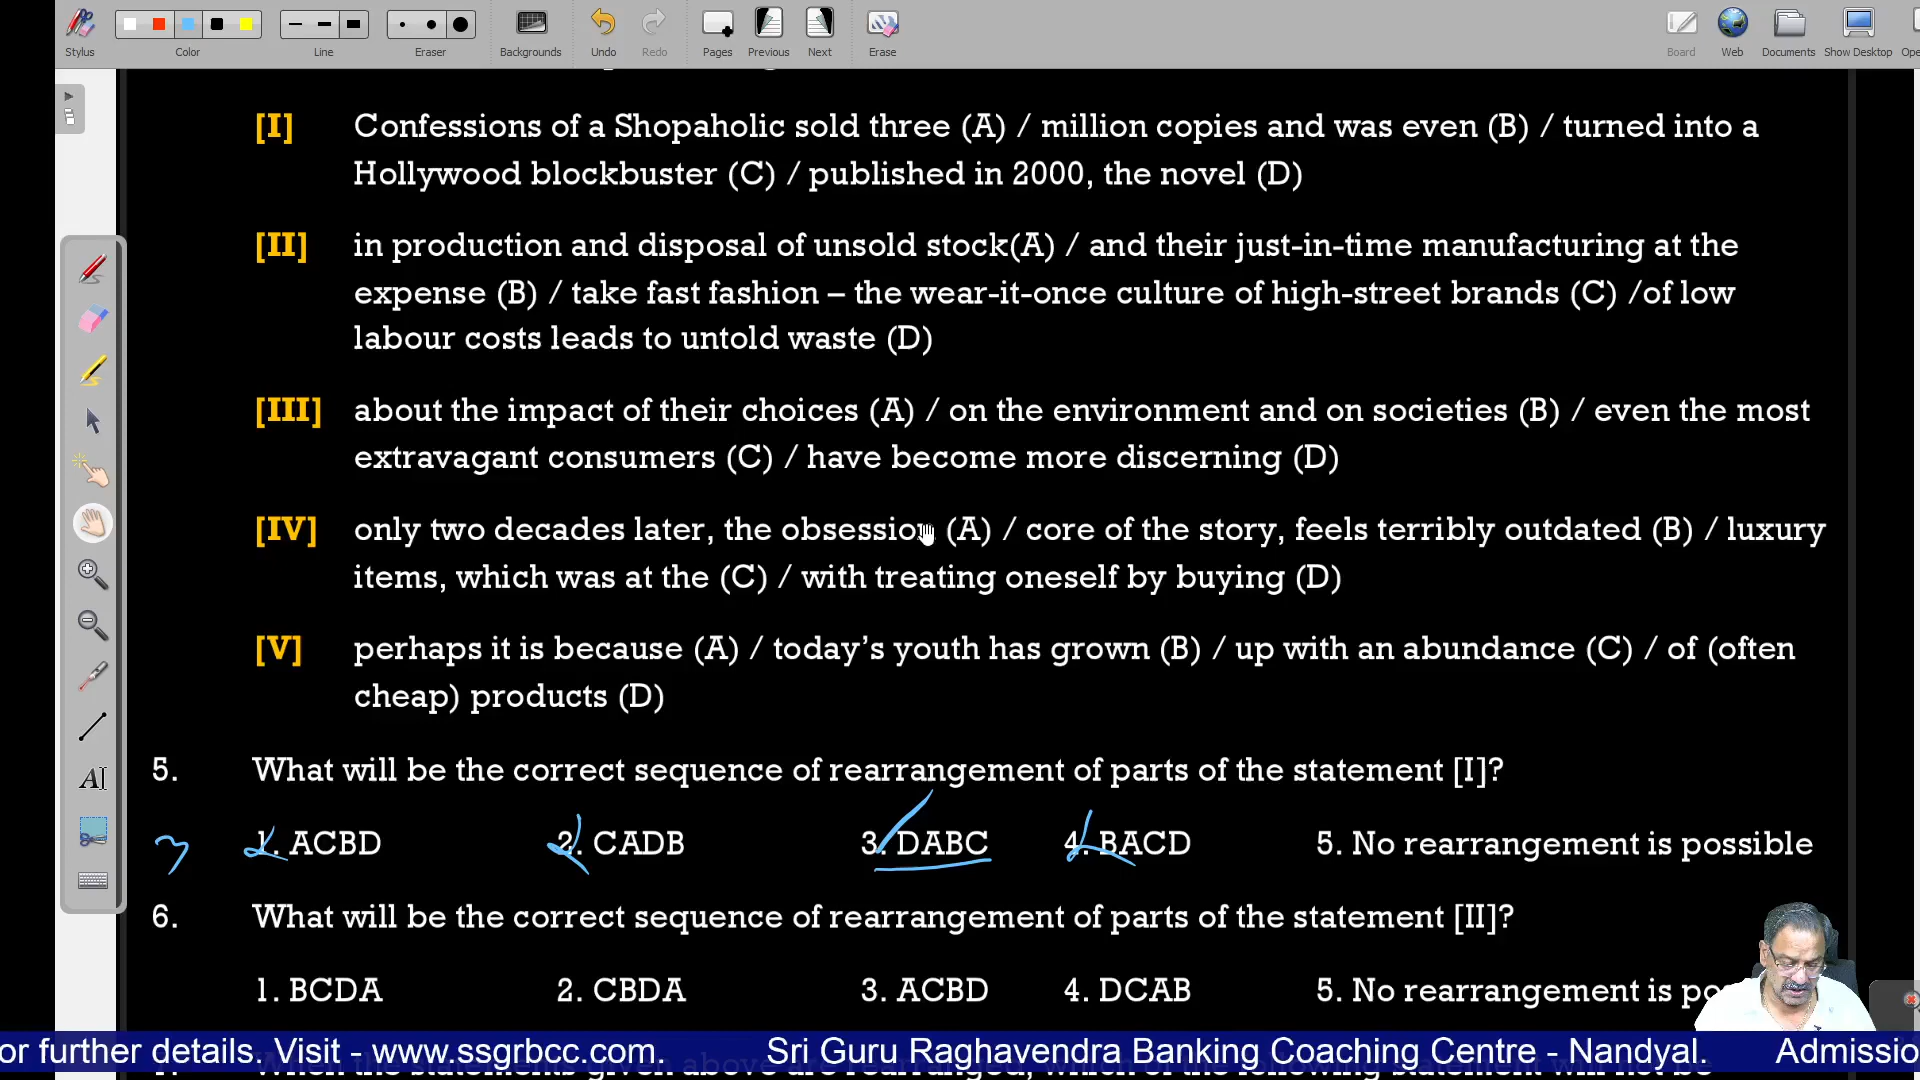 Stylus Color Line Eraser Backgrounds Undo Redo Pages Previous Next Erase Board Web Documents Show Desktop Ope
[I] Confessions of a Shopaholic sold three (A) / million copies and was even (B) / turned into a
Hollywood blockbuster (C) / published in 2000, the novel (D)
[II] in production and disposal of unsold stock(A) / and their just-in-time manufacturing at the
expense (B) / take fast fashion – the wear-it-once culture of high-street brands (C) /of low
labour costs leads to untold waste (D)
[III] about the impact of their choices (A) / on the environment and on societies (B) / even the most
extravagant consumers (C) / have become more discerning (D)
[IV] only two decades later, the obsession (A) / core of the story, feels terribly outdated (B) / luxury
items, which was at the (C) / with treating oneself by buying (D)
[V] perhaps it is because (A) / today’s youth has grown (B) / up with an abundance (C) / of (often
cheap) products (D)
5. What will be the correct sequence of rearrangement of parts of the statement [I]?
3 1. ACBD 2. CADB 3. DABC 4. BACD 5. No rearrangement is possible
6. What will be the correct sequence of rearrangement of parts of the statement [II]?
1. BCDA 2. CBDA 3. ACBD 4. DCAB 5. No rearrangement is
or further details. Visit - www.ssgrbcc.com. Sri Guru Raghavendra Banking Coaching Centre - Nandyal. Admissio